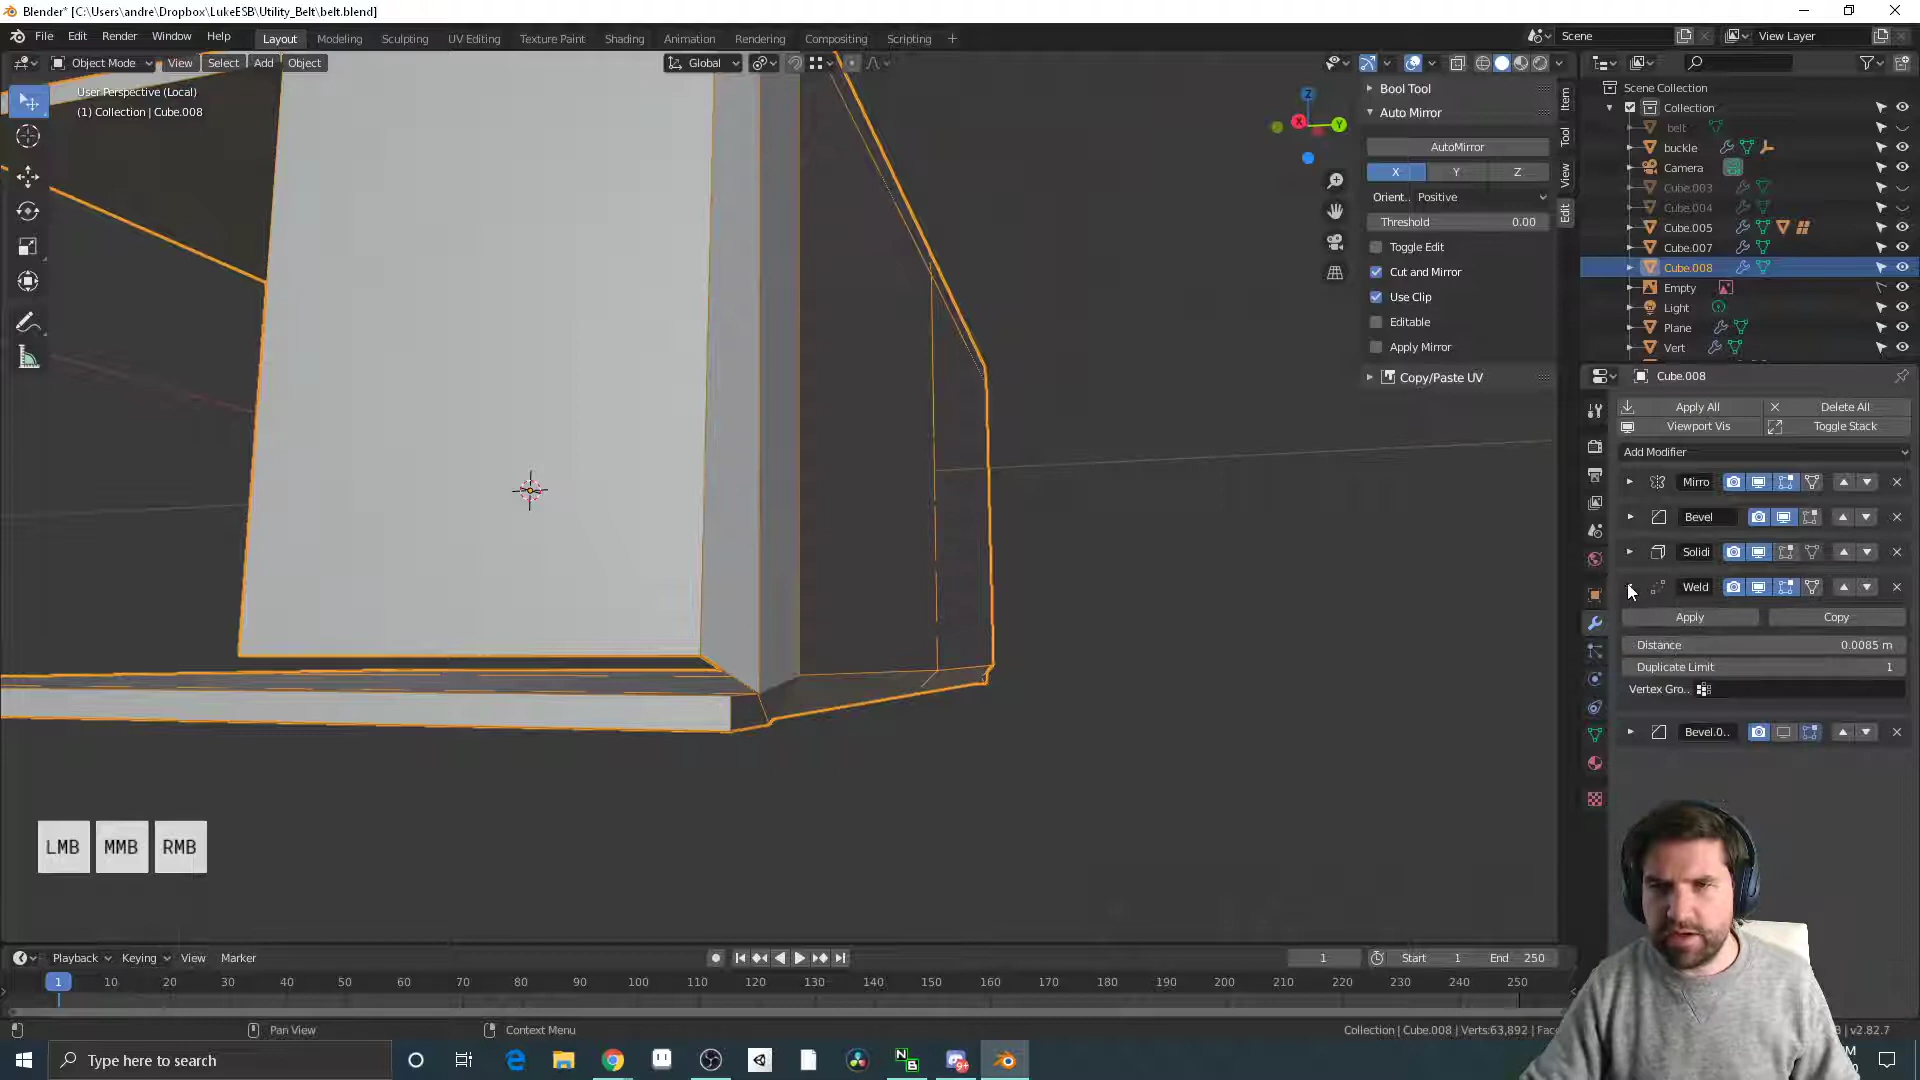 Blender* [C:\Users\andre\Dropbox\LukeESB\Utility_Belt\belt.blend]
File Edit Render Window Help
Layout Modeling Sculpting UV Editing Texture Paint Shading Animation Rendering Compositing Scripting
Scene
View Layer
Object Mode View Select Add Object
Global
User Perspective (Local)
(1) Collection | Cube.008
Z
X
Y
Bool Tool
Auto Mirror
AutoMirror
X Y Z
Orient.. Positive
Threshold 0.00
Toggle Edit
Cut and Mirror
Use Clip
Editable
Apply Mirror
Copy/Paste UV
Item
Tool
View
Edit
Scene Collection
Collection
belt
buckle
Camera
Cube.003
Cube.004
Cube.005
Cube.007
Cube.008
Empty
Light
Plane
Vert
Cube.008
Apply All Delete All
Viewport Vis Toggle Stack
Add Modifier
Mirro
Bevel
Solidi
Weld
Apply Copy
Distance 0.0085 m
Duplicate Limit 1
Vertex Gro..
Bevel.0..
LMB MMB RMB
Playback Keying View Marker
1 Start 1 End 250
1 10 20 30 40 50 60 70 80 90 100 110 120 130 140 150 160 170 180 190 200 210 220 230 240 250
Pan View
Context Menu
Collection | Cube.008 | Verts:63,892 |
v2.82.7
Type here to search